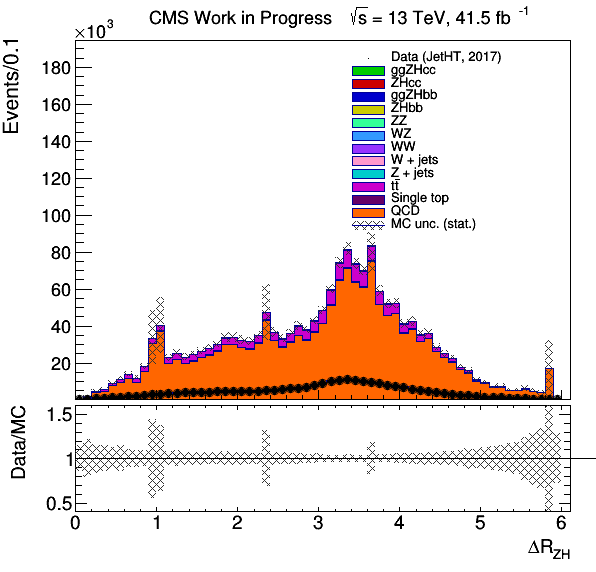 CMS Work in Progress √s = 13 TeV, 41.5 fb⁻¹
×10³
Events/0.1
180
160
140
120
100
80
60
40
20
Data (JetHT, 2017)
ggZHcc
ZHcc
ggZHbb
ZHbb
ZZ
WZ
WW
W + jets
Z + jets
tt̄
Single top
QCD
MC unc. (stat.)
Data/MC
1.5
1
0.5
0 1 2 3 4 5 6
ΔR_ZH